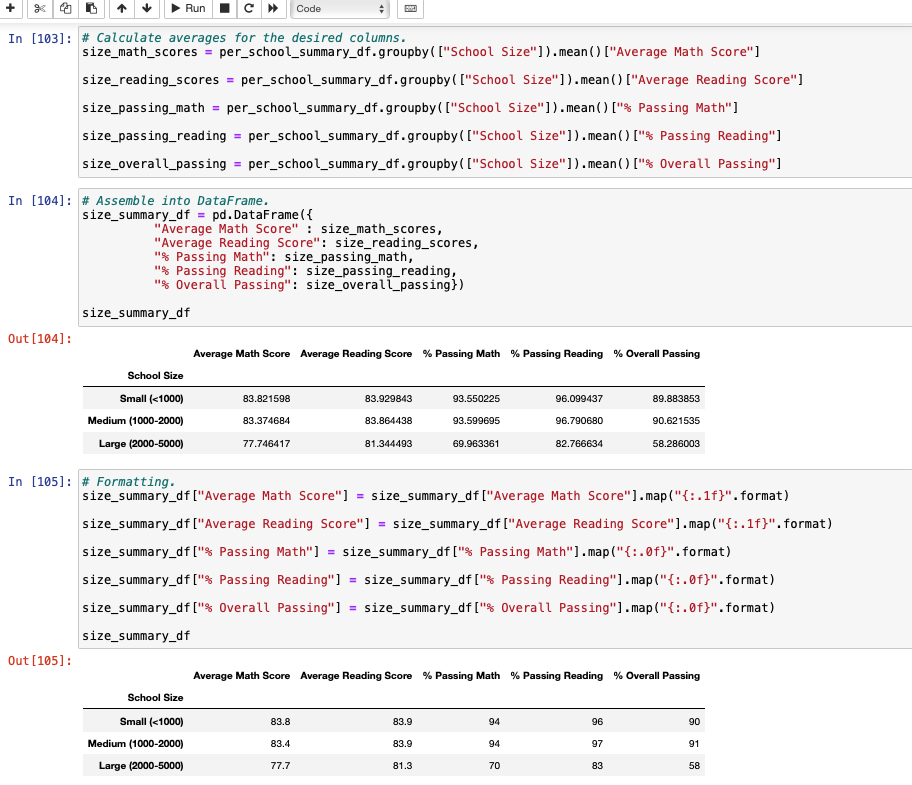 Run
Code
In [103]:
# Calculate averages for the desired columns.
size_math_scores = per_school_summary_df.groupby(["School Size"]).mean()["Average Math Score"]
size_reading_scores = per_school_summary_df.groupby(["School Size"]).mean()["Average Reading Score"]
size_passing_math = per_school_summary_df.groupby(["School Size"]).mean()["% Passing Math"]
size_passing_reading = per_school_summary_df.groupby(["School Size"]).mean()["% Passing Reading"]
size_overall_passing = per_school_summary_df.groupby(["School Size"]).mean()["% Overall Passing"]
In [104]:
# Assemble into DataFrame.
size_summary_df = pd.DataFrame({
"Average Math Score" : size_math_scores,
"Average Reading Score": size_reading_scores,
"% Passing Math": size_passing_math,
"% Passing Reading": size_passing_reading,
"% Overall Passing": size_overall_passing})
size_summary_df
Out[104]:
Average Math Score Average Reading Score % Passing Math % Passing Reading % Overall Passing
School Size
Small (<1000) 83.821598 83.929843 93.550225 96.099437 89.883853
Medium (1000-2000) 83.374684 83.864438 93.599695 96.790680 90.621535
Large (2000-5000) 77.746417 81.344493 69.963361 82.766634 58.286003
In [105]:
# Formatting.
size_summary_df["Average Math Score"] = size_summary_df["Average Math Score"].map("{:.1f}".format)
size_summary_df["Average Reading Score"] = size_summary_df["Average Reading Score"].map("{:.1f}".format)
size_summary_df["% Passing Math"] = size_summary_df["% Passing Math"].map("{:.0f}".format)
size_summary_df["% Passing Reading"] = size_summary_df["% Passing Reading"].map("{:.0f}".format)
size_summary_df["% Overall Passing"] = size_summary_df["% Overall Passing"].map("{:.0f}".format)
size_summary_df
Out[105]:
Average Math Score Average Reading Score % Passing Math % Passing Reading % Overall Passing
School Size
Small (<1000) 83.8 83.9 94 96 90
Medium (1000-2000) 83.4 83.9 94 97 91
Large (2000-5000) 77.7 81.3 70 83 58